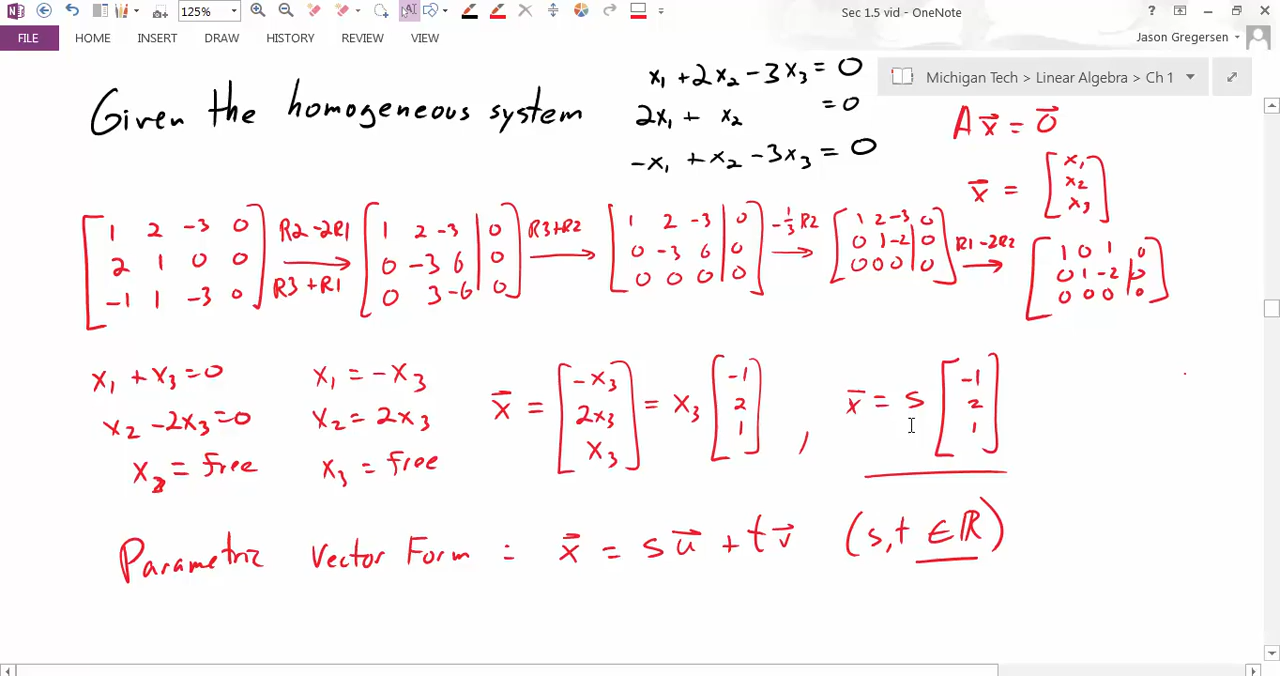 125%
Sec 1.5 vid - OneNote
?
FILE HOME INSERT DRAW HISTORY REVIEW VIEW
Jason Gregersen
Michigan Tech > Linear Algebra > Ch 1
Given the homogeneous system
x₁ + 2x₂ - 3x₃ = 0
2x₁ + x₂ = 0
-x₁ + x₂ - 3x₃ = 0
Ax⃗ = 0⃗
x⃗ = [x₁ x₂ x₃]
[1 2 -3 0
2 1 0 0
-1 1 -3 0]
R2-2R1
R3+R1
[1 2 -3 | 0
0 -3 6 | 0
0 3 -6 | 0]
R3+R2
[1 2 -3 | 0
0 -3 6 | 0
0 0 0 | 0]
-1/3 R2
[1 2 -3 | 0
0 1 -2 | 0
0 0 0 | 0]
R1-2R2
[1 0 1 | 0
0 1 -2 | 0
0 0 0 | 0]
x₁ + x₃ = 0
x₂ - 2x₃ = 0
x₃ = free
x₁ = -x₃
x₂ = 2x₃
x₃ = free
x⃗ = [-x₃ 2x₃ x₃] = x₃ [-1 2 1] , x⃗ = s [-1 2 1]
Parametric Vector Form : x⃗ = s u⃗ + t v⃗ (s,t ∈ ℝ)